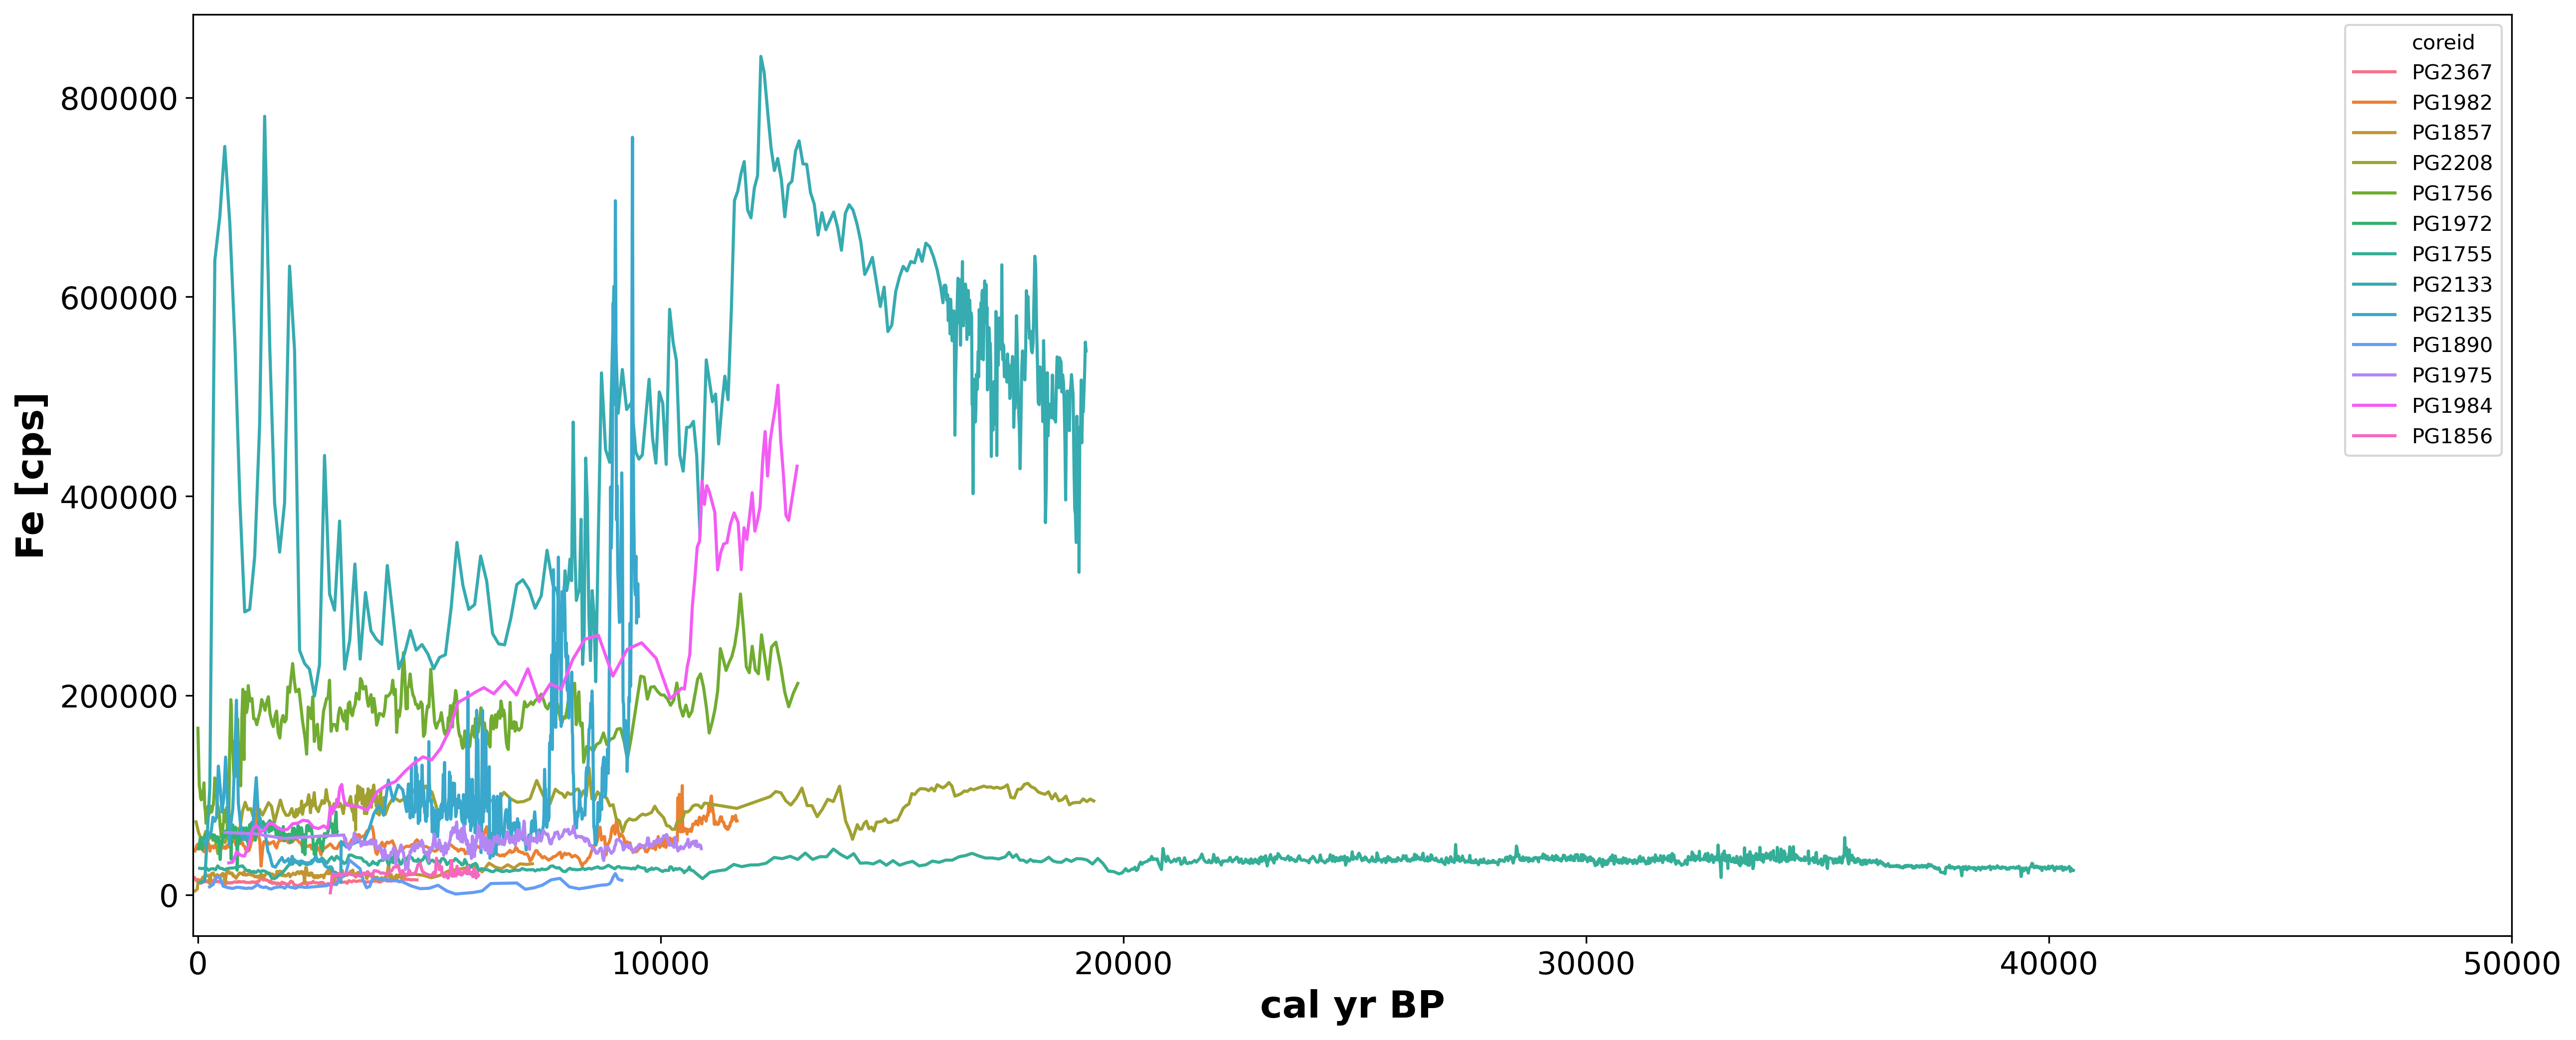 coreid
PG2367
PG1982
PG1857
PG2208
PG1756
PG1972
PG1755
PG2133
PG2135
PG1890
PG1975
PG1984
PG1856
Fe [cps]
800000
600000
400000
200000
0
0 10000 20000 30000 40000 50000
cal yr BP